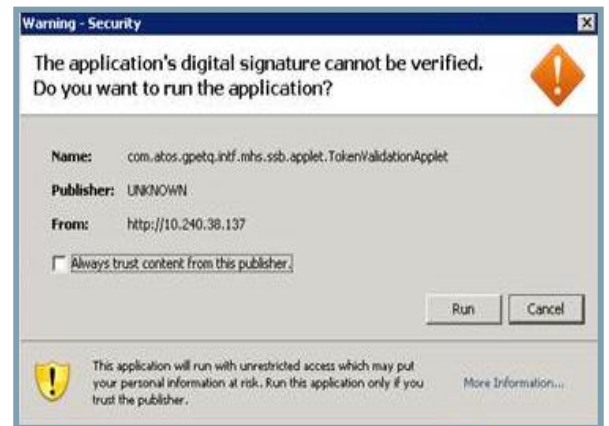 Warning - Security
The application's digital signature cannot be verified.
Do you want to run the application?
Name: com.atos.gpetq.intf.mhs.ssb.applet.TokenValidationApplet
Publisher: UNKNOWN
From: http://10.240.38.137
Always trust content from this publisher.
Run Cancel
This application will run with unrestricted access which may put
your personal information at risk. Run this application only if you
trust the publisher.
More Information...